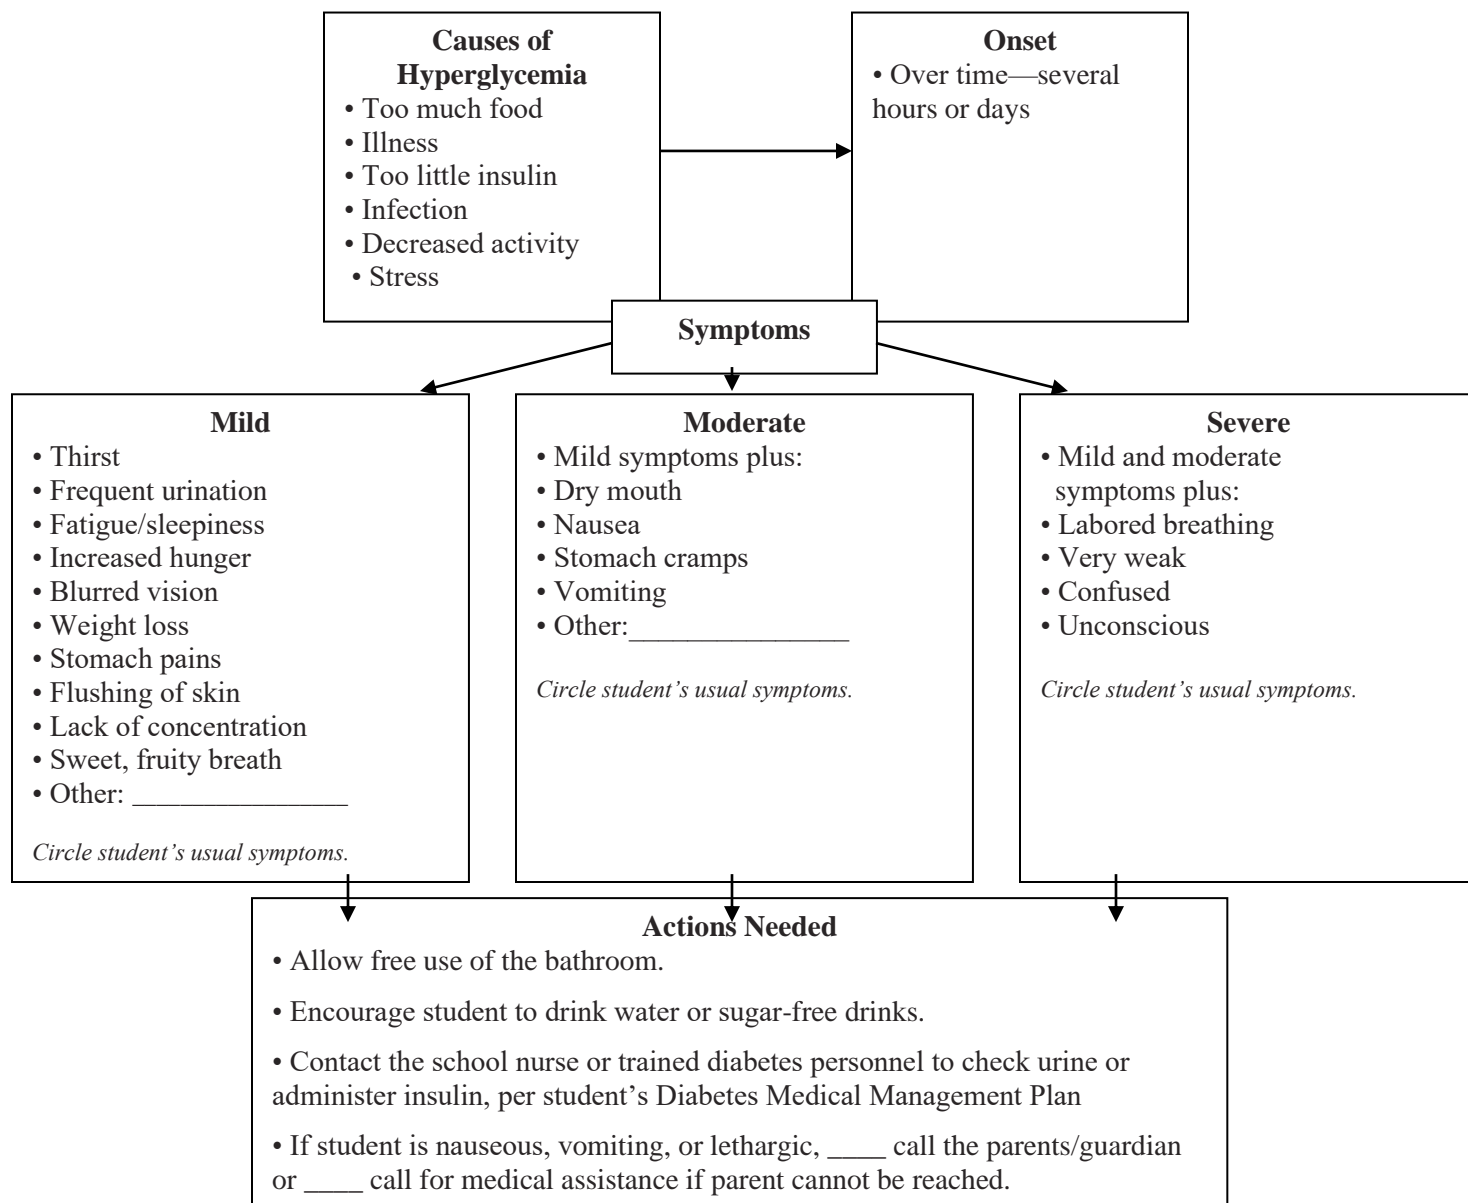 Causes of
Hyperglycemia
• Too much food
• Illness
• Too little insulin
• Infection
• Decreased activity
• Stress
Onset
• Over time—several
hours or days
Symptoms
Mild
• Thirst
• Frequent urination
• Fatigue/sleepiness
• Increased hunger
• Blurred vision
• Weight loss
• Stomach pains
• Flushing of skin
• Lack of concentration
• Sweet, fruity breath
• Other: _______________
Circle student’s usual symptoms.
Moderate
• Mild symptoms plus:
• Dry mouth
• Nausea
• Stomach cramps
• Vomiting
• Other:_______________
Circle student’s usual symptoms.
Severe
• Mild and moderate
symptoms plus:
• Labored breathing
• Very weak
• Confused
• Unconscious
Circle student’s usual symptoms.
Actions Needed
• Allow free use of the bathroom.
• Encourage student to drink water or sugar-free drinks.
• Contact the school nurse or trained diabetes personnel to check urine or
administer insulin, per student’s Diabetes Medical Management Plan
• If student is nauseous, vomiting, or lethargic, ____ call the parents/guardian
or ____ call for medical assistance if parent cannot be reached.